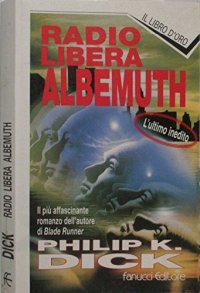 IL LIBRO D'ORO
RADIO
LIBERA
ALBEMUTH
L'ultimo inedito
Il più affascinante
romanzo dell'autore
di Blade Runner
PHILIP K.
DICK
Fanucci Editore
DICK RADIO LIBERA ALBEMUTH